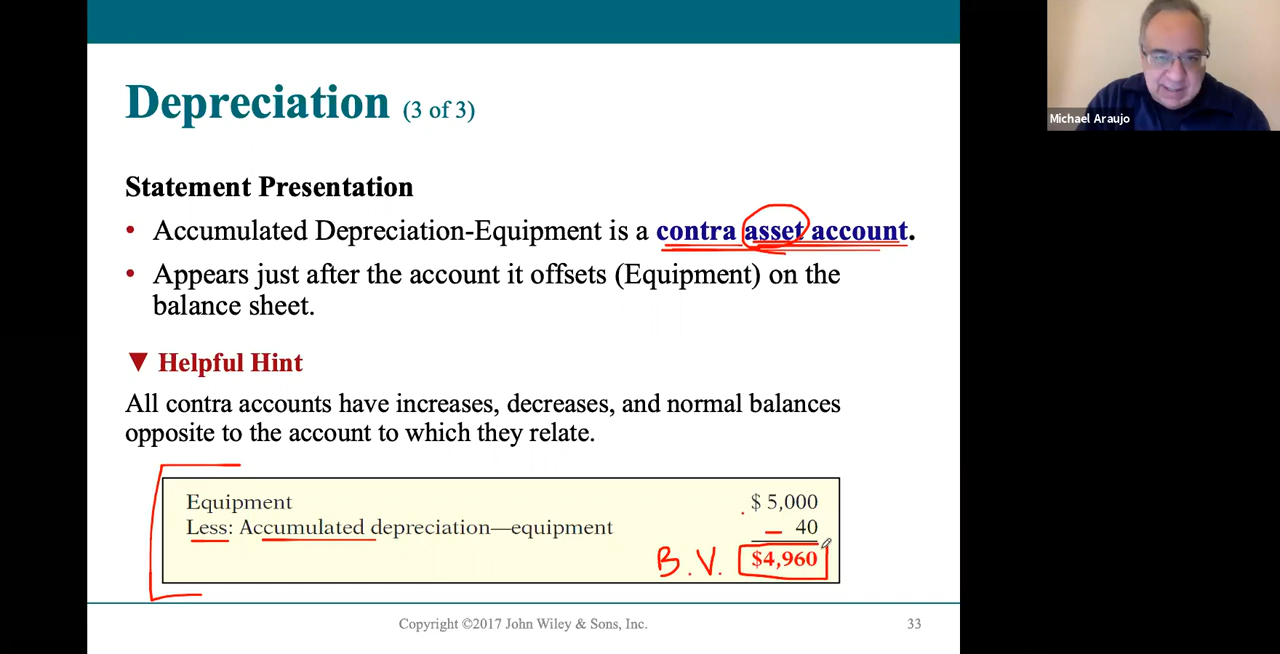 Depreciation (3 of 3)
Michael Araujo
Statement Presentation
• Accumulated Depreciation-Equipment is a contra asset account.
• Appears just after the account it offsets (Equipment) on the
balance sheet.
▼ Helpful Hint
All contra accounts have increases, decreases, and normal balances
opposite to the account to which they relate.
Equipment $ 5,000
Less: Accumulated depreciation—equipment – 40
B.V. $4,960
Copyright ©2017 John Wiley & Sons, Inc. 33